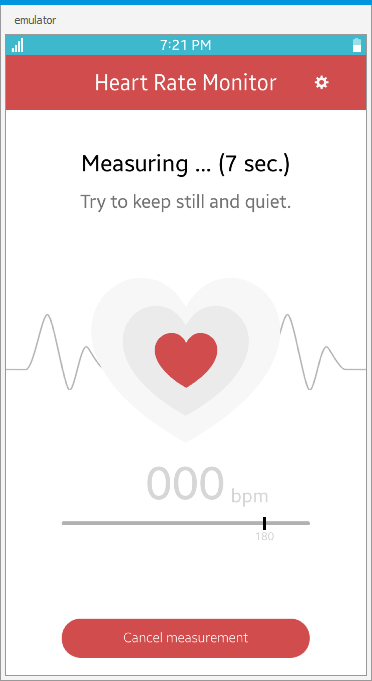 emulator
7:21 PM
Heart Rate Monitor
Measuring ... (7 sec.)
Try to keep still and quiet.
000 bpm
180
Cancel measurement